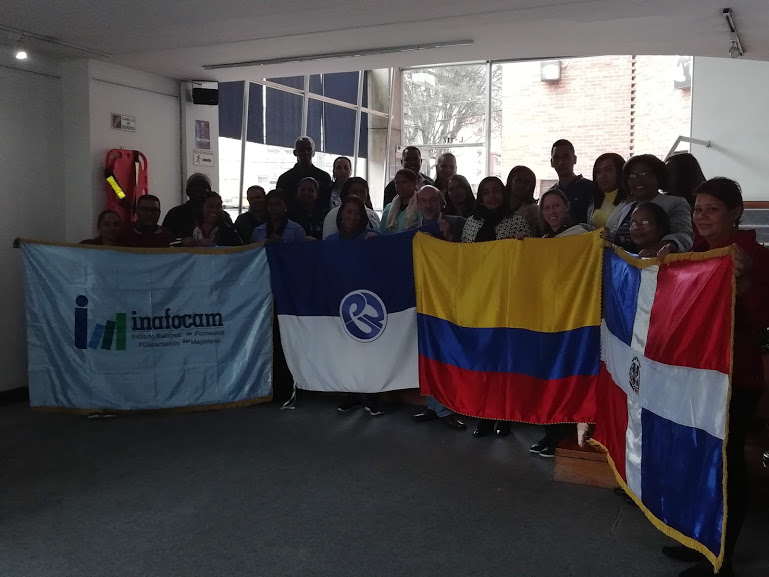 inafocam
Instituto Nacional de Formación
y Capacitación del Magisterio